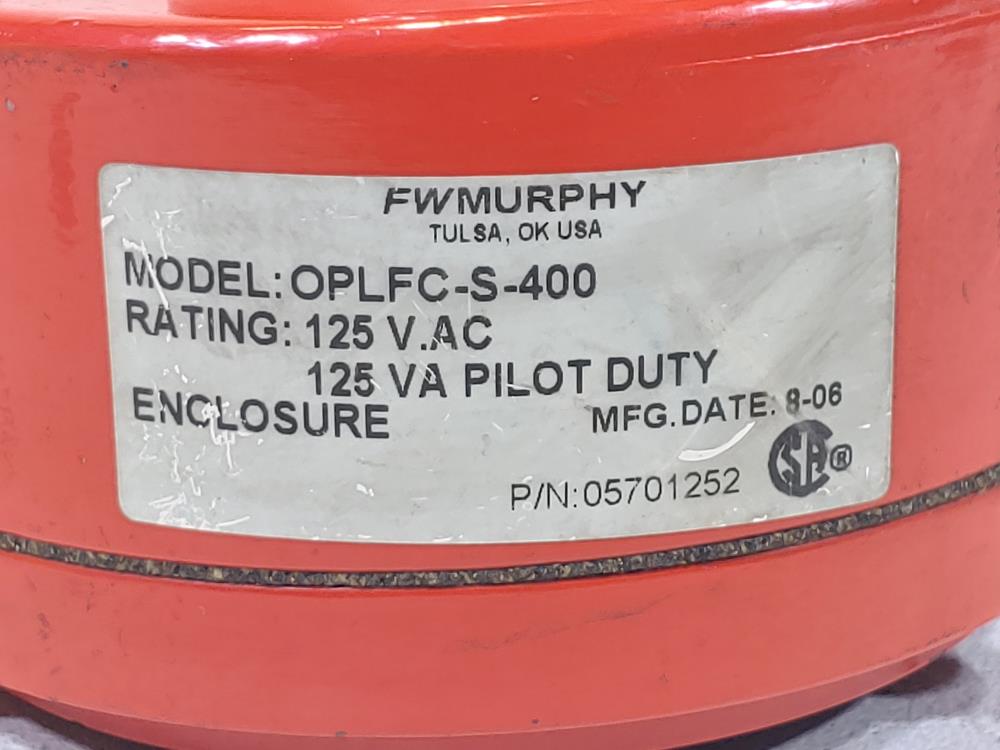 FWMURPHY
TULSA, OK USA
MODEL: OPLFC-S-400
RATING: 125 V.AC
125 VA PILOT DUTY
ENCLOSURE
MFG. DATE: 8-06
P/N: 05701252
CSA®